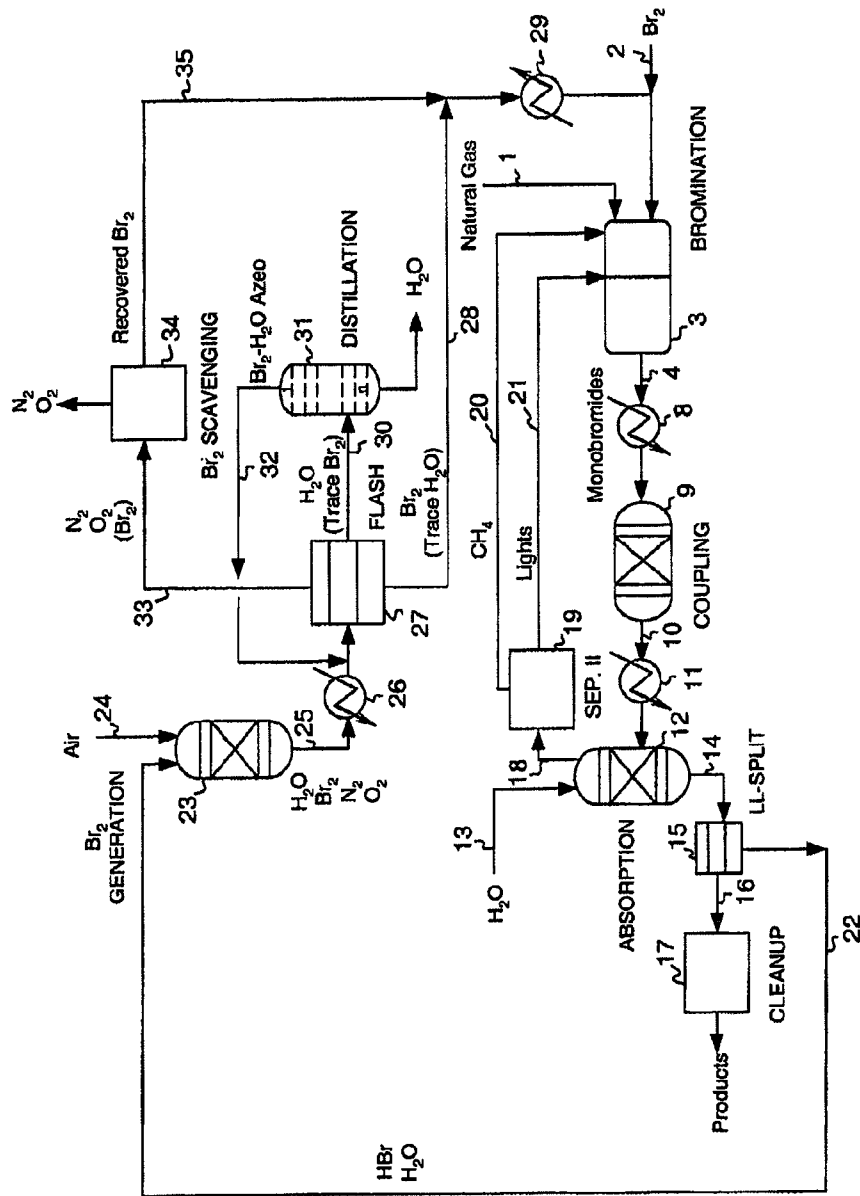 35
29
Br₂
2
Recovered Br₂
34
N₂
O₂
Br₂ SCAVENGING
Br₂-H₂O Azeo
31
DISTILLATION
H₂O
32
H₂O
(Trace Br₂)
30
FLASH
Br₂
(Trace H₂O)
28
N₂
O₂
(Br₂)
33
27
26
24
Air
25
H₂O
Br₂
N₂
O₂
23
Br₂
GENERATION
Natural Gas
1
BROMINATION
3
4
20
21
CH₄
Lights
Monobromides
8
9
COUPLING
10
19
SEP. II
11
12
18
13
H₂O
ABSORPTION
14
LL-SPLIT
15
16
17
CLEANUP
Products
22
HBr
H₂O